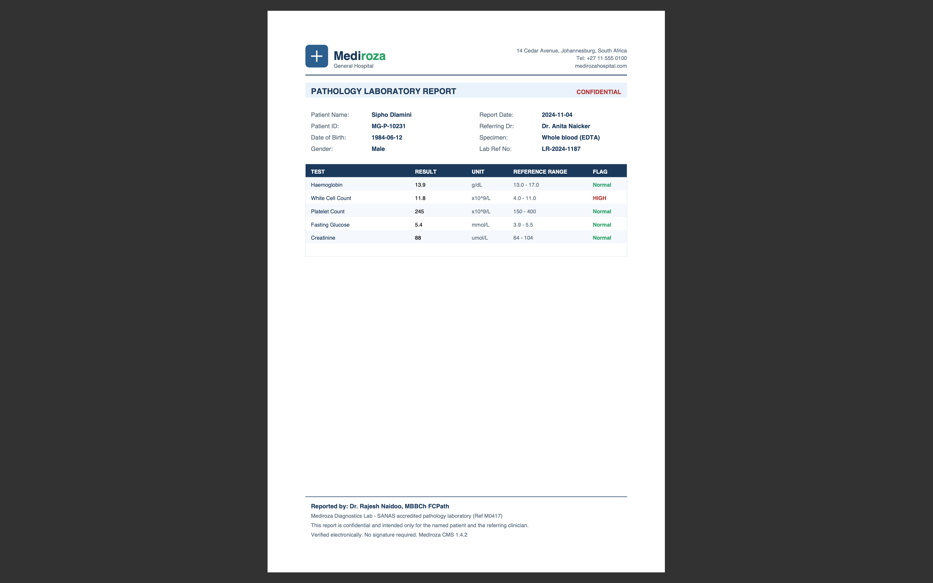 Mediroza
General Hospital
14 Cedar Avenue, Johannesburg, South Africa
Tel: +27 11 555 0100
medirozahospital.com
PATHOLOGY LABORATORY REPORT CONFIDENTIAL
Patient Name: Sipho Dlamini Report Date: 2024-11-04
Patient ID: MG-P-10231 Referring Dr: Dr. Anita Naicker
Date of Birth: 1984-06-12 Specimen: Whole blood (EDTA)
Gender: Male Lab Ref No: LR-2024-1187
TEST RESULT UNIT REFERENCE RANGE FLAG
Haemoglobin 13.9 g/dL 13.0 - 17.0 Normal
White Cell Count 11.8 x10^9/L 4.0 - 11.0 HIGH
Platelet Count 245 x10^9/L 150 - 400 Normal
Fasting Glucose 5.4 mmol/L 3.9 - 5.5 Normal
Creatinine 88 umol/L 64 - 104 Normal
Reported by: Dr. Rajesh Naidoo, MBBCh FCPath
Mediroza Diagnostics Lab - SANAS accredited pathology laboratory (Ref M0417)
This report is confidential and intended only for the named patient and the referring clinician.
Verified electronically. No signature required. Mediroza CMS 1.4.2